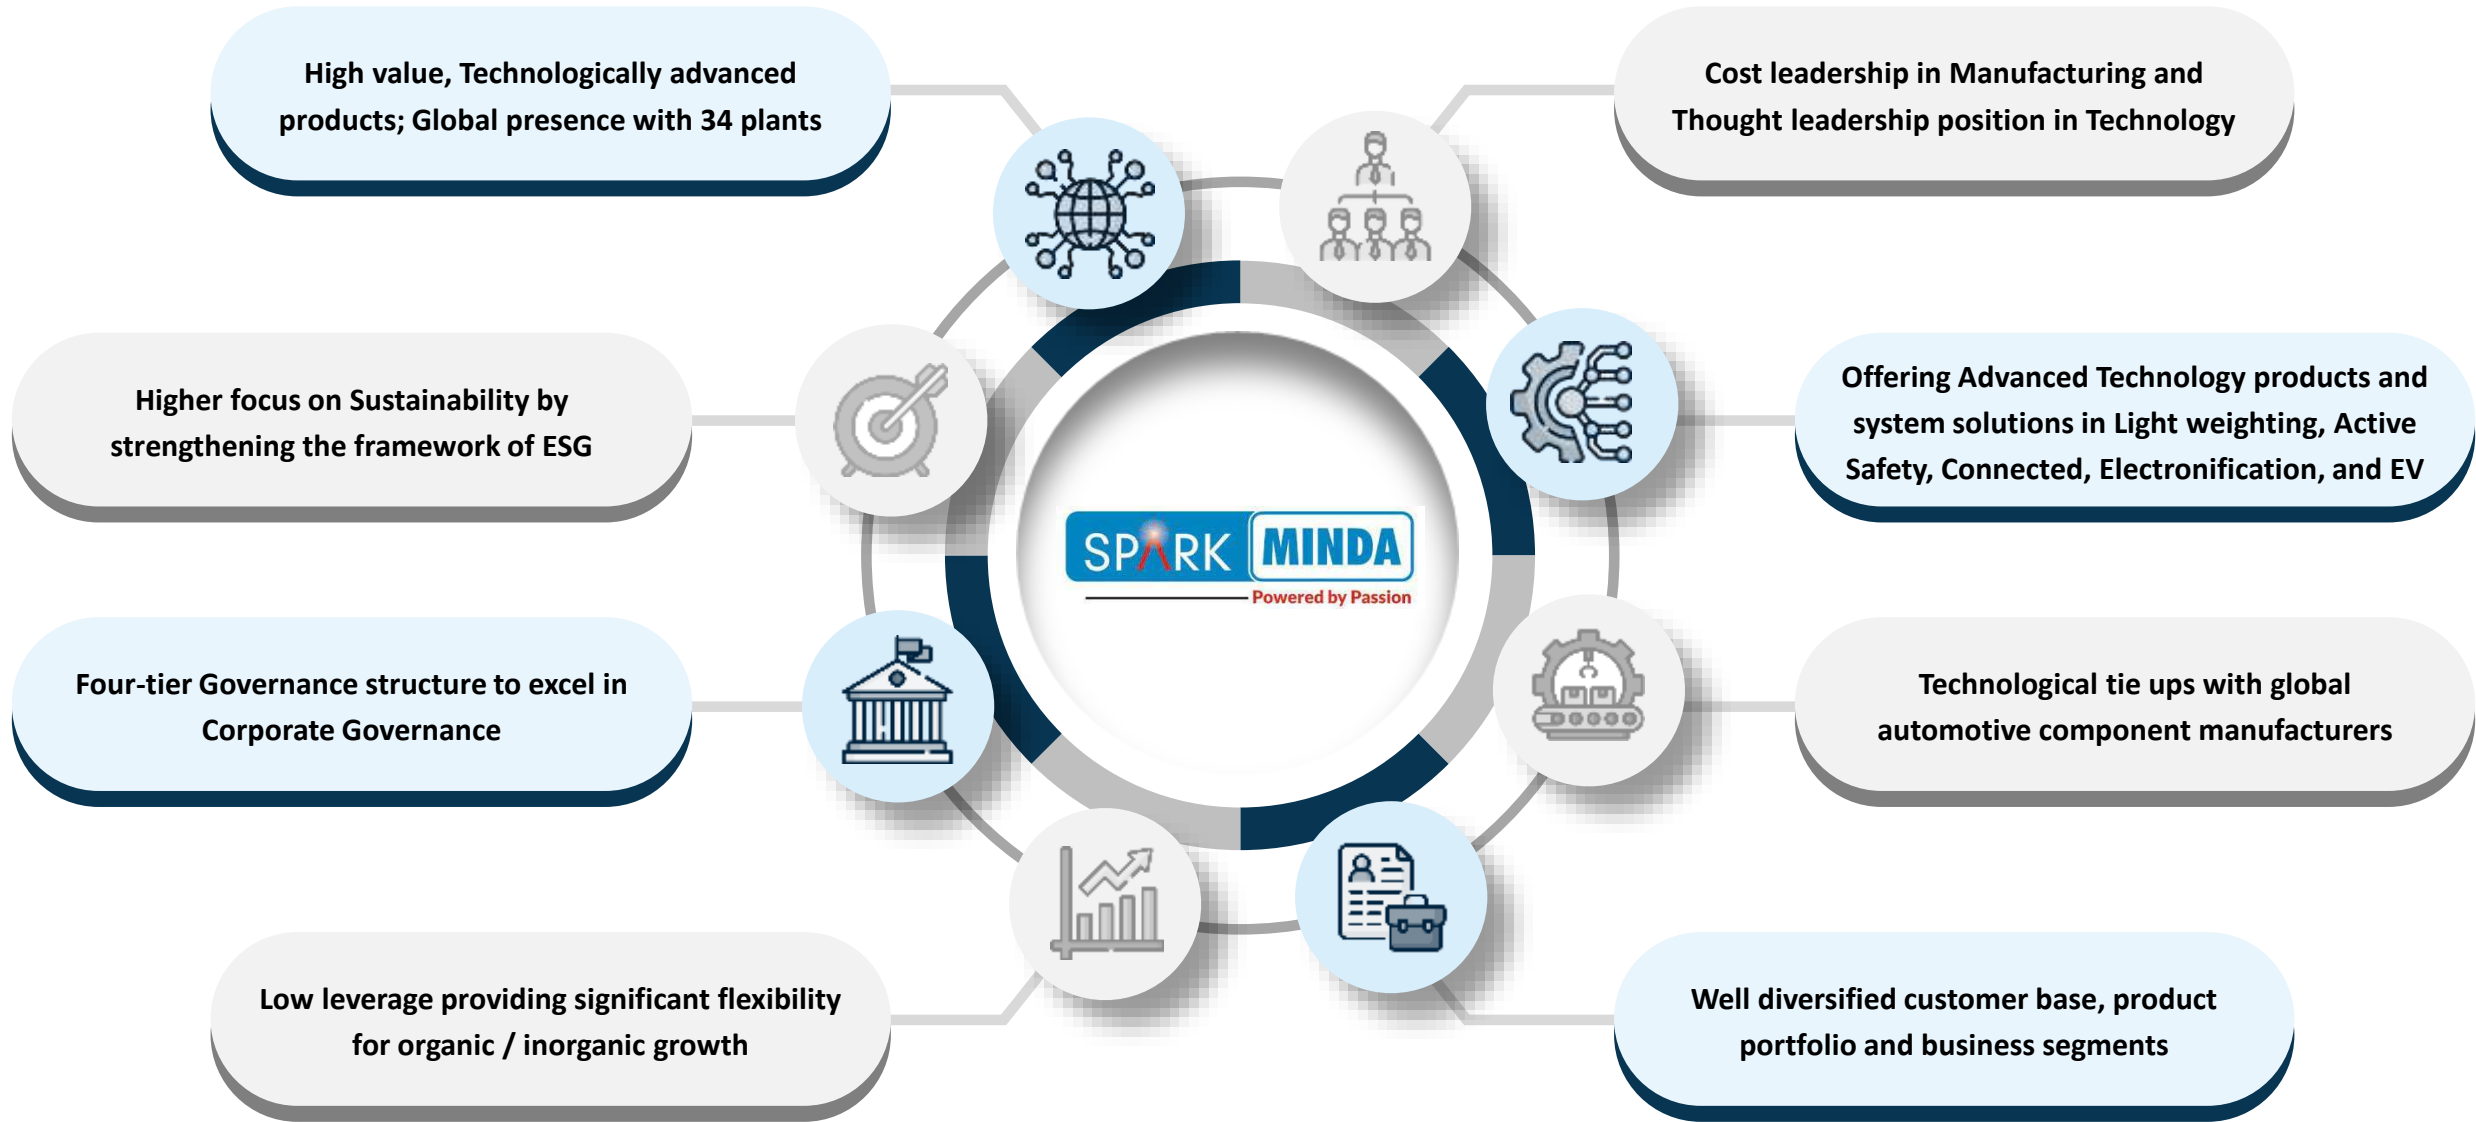 High value, Technologically advanced
products; Global presence with 34 plants
Cost leadership in Manufacturing and
Thought leadership position in Technology
Higher focus on Sustainability by
strengthening the framework of ESG
Offering Advanced Technology products and
system solutions in Light weighting, Active
Safety, Connected, Electronification, and EV
SPARK MINDA
Powered by Passion
Four-tier Governance structure to excel in
Corporate Governance
Technological tie ups with global
automotive component manufacturers
Low leverage providing significant flexibility
for organic / inorganic growth
Well diversified customer base, product
portfolio and business segments